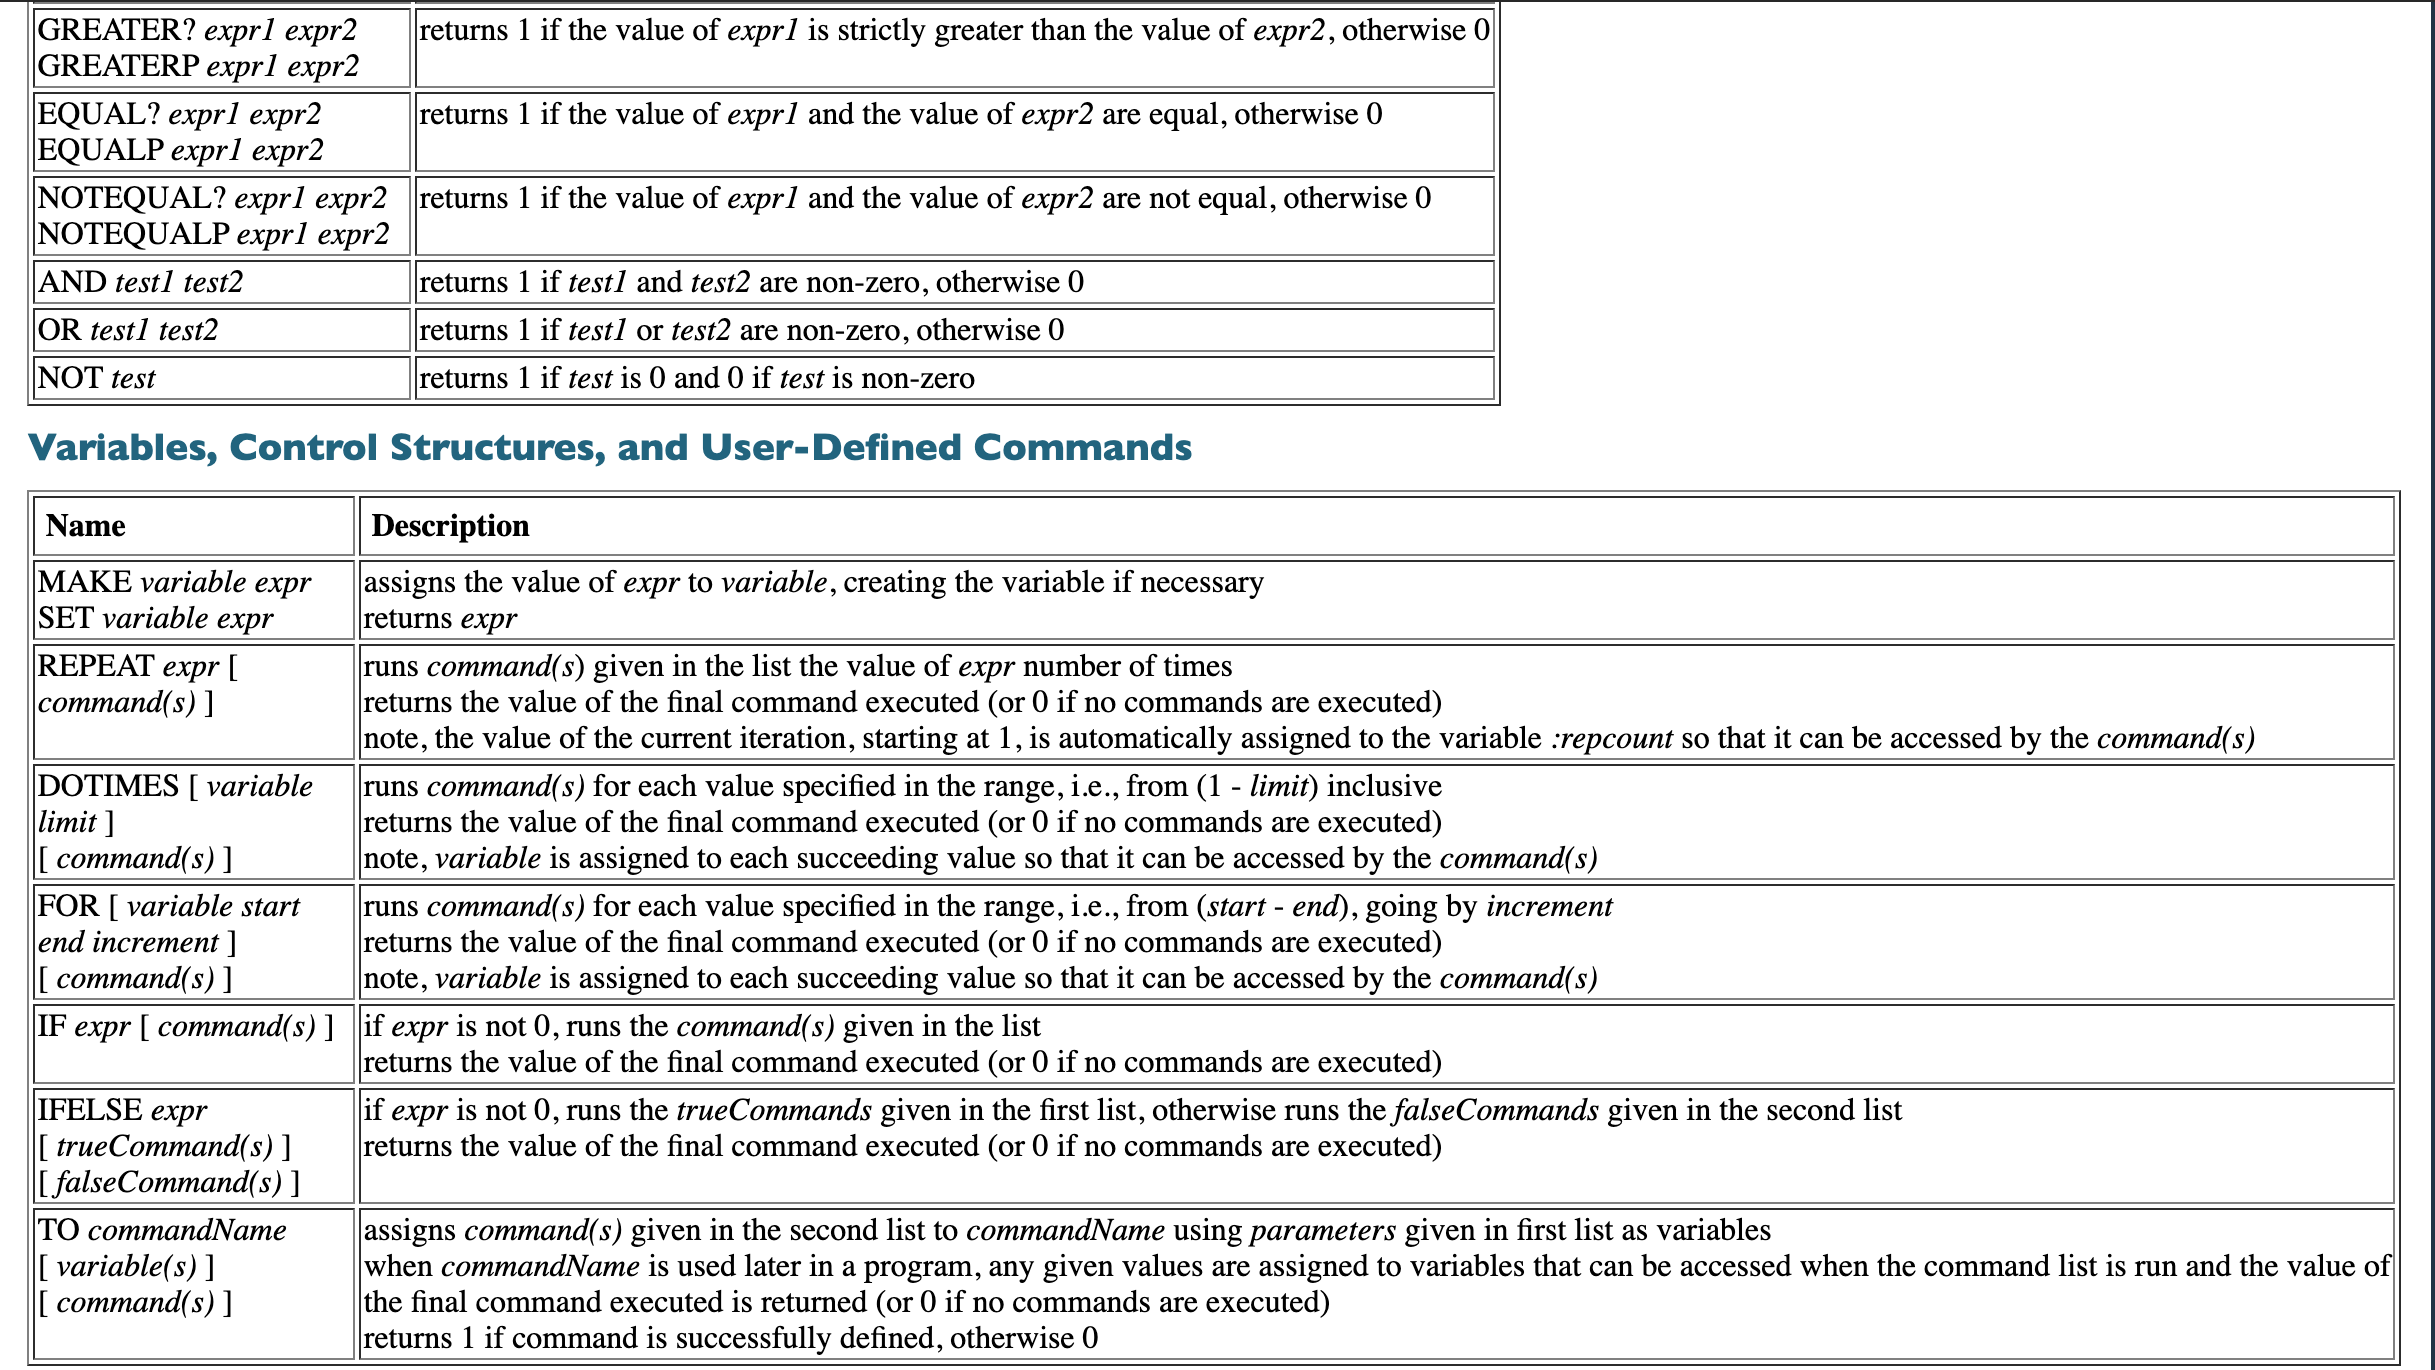 GREATER? expr1 expr2
GREATERP expr1 expr2
returns 1 if the value of expr1 is strictly greater than the value of expr2, otherwise 0
EQUAL? expr1 expr2
EQUALP expr1 expr2
returns 1 if the value of expr1 and the value of expr2 are equal, otherwise 0
NOTEQUAL? expr1 expr2
NOTEQUALP expr1 expr2
returns 1 if the value of expr1 and the value of expr2 are not equal, otherwise 0
AND test1 test2
returns 1 if test1 and test2 are non-zero, otherwise 0
OR test1 test2
returns 1 if test1 or test2 are non-zero, otherwise 0
NOT test
returns 1 if test is 0 and 0 if test is non-zero
Variables, Control Structures, and User-Defined Commands
Name
Description
MAKE variable expr
SET variable expr
assigns the value of expr to variable, creating the variable if necessary
returns expr
REPEAT expr [
command(s) ]
runs command(s) given in the list the value of expr number of times
returns the value of the final command executed (or 0 if no commands are executed)
note, the value of the current iteration, starting at 1, is automatically assigned to the variable :repcount so that it can be accessed by the command(s)
DOTIMES [ variable
limit ]
[ command(s) ]
runs command(s) for each value specified in the range, i.e., from (1 - limit) inclusive
returns the value of the final command executed (or 0 if no commands are executed)
note, variable is assigned to each succeeding value so that it can be accessed by the command(s)
FOR [ variable start
end increment ]
[ command(s) ]
runs command(s) for each value specified in the range, i.e., from (start - end), going by increment
returns the value of the final command executed (or 0 if no commands are executed)
note, variable is assigned to each succeeding value so that it can be accessed by the command(s)
IF expr [ command(s) ]
if expr is not 0, runs the command(s) given in the list
returns the value of the final command executed (or 0 if no commands are executed)
IFELSE expr
[ trueCommand(s) ]
[ falseCommand(s) ]
if expr is not 0, runs the trueCommands given in the first list, otherwise runs the falseCommands given in the second list
returns the value of the final command executed (or 0 if no commands are executed)
TO commandName
[ variable(s) ]
[ command(s) ]
assigns command(s) given in the second list to commandName using parameters given in first list as variables
when commandName is used later in a program, any given values are assigned to variables that can be accessed when the command list is run and the value of
the final command executed is returned (or 0 if no commands are executed)
returns 1 if command is successfully defined, otherwise 0